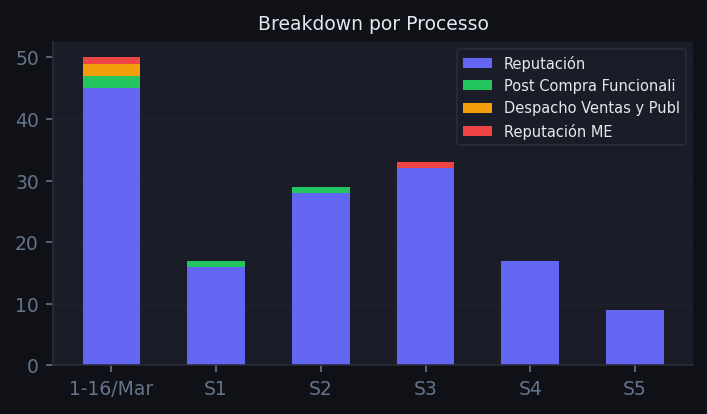 Breakdown por Processo
50
40
30
20
10
0
Reputación
Post Compra Funcionali
Despacho Ventas y Publ
Reputación ME
1-16/Mar S1 S2 S3 S4 S5